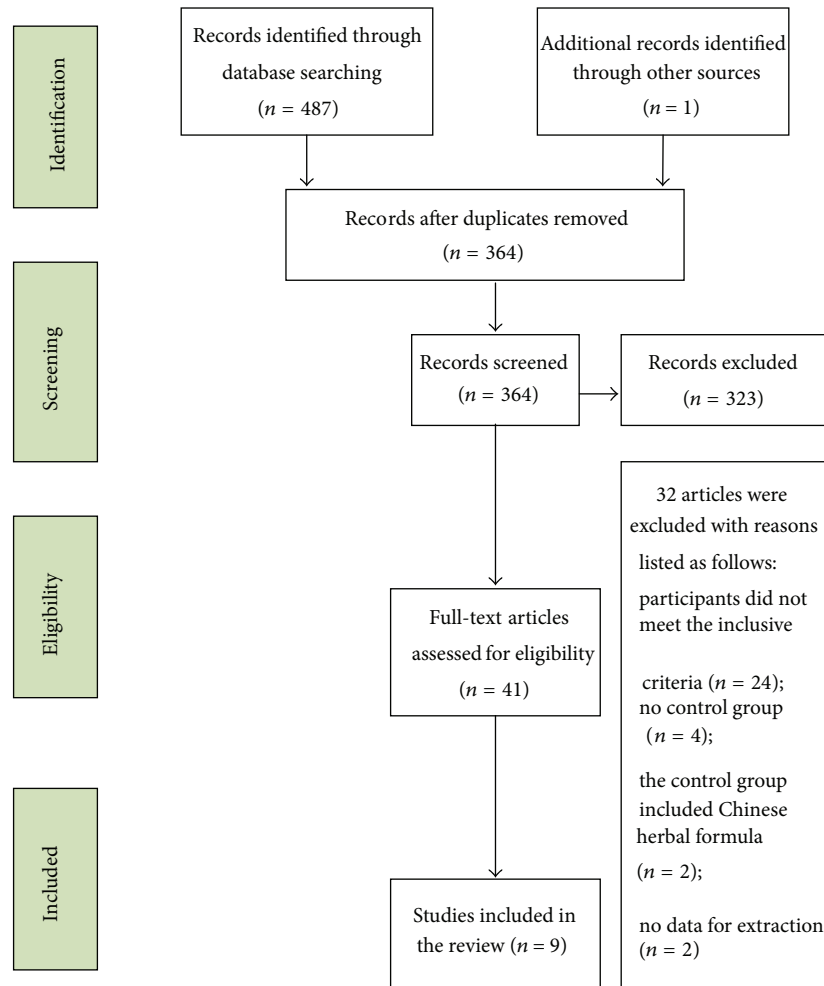 Identification
Records identified through
database searching
(n = 487)
Additional records identified
through other sources
(n = 1)
Records after duplicates removed
(n = 364)
Screening
Records screened
(n = 364)
Records excluded
(n = 323)
Eligibility
Full-text articles
assessed for eligibility
(n = 41)
32 articles were
excluded with reasons
listed as follows:
participants did not
meet the inclusive
criteria (n = 24);
no control group
(n = 4);
the control group
included Chinese
herbal formula
(n = 2);
no data for extraction
(n = 2)
Included
Studies included in
the review (n = 9)